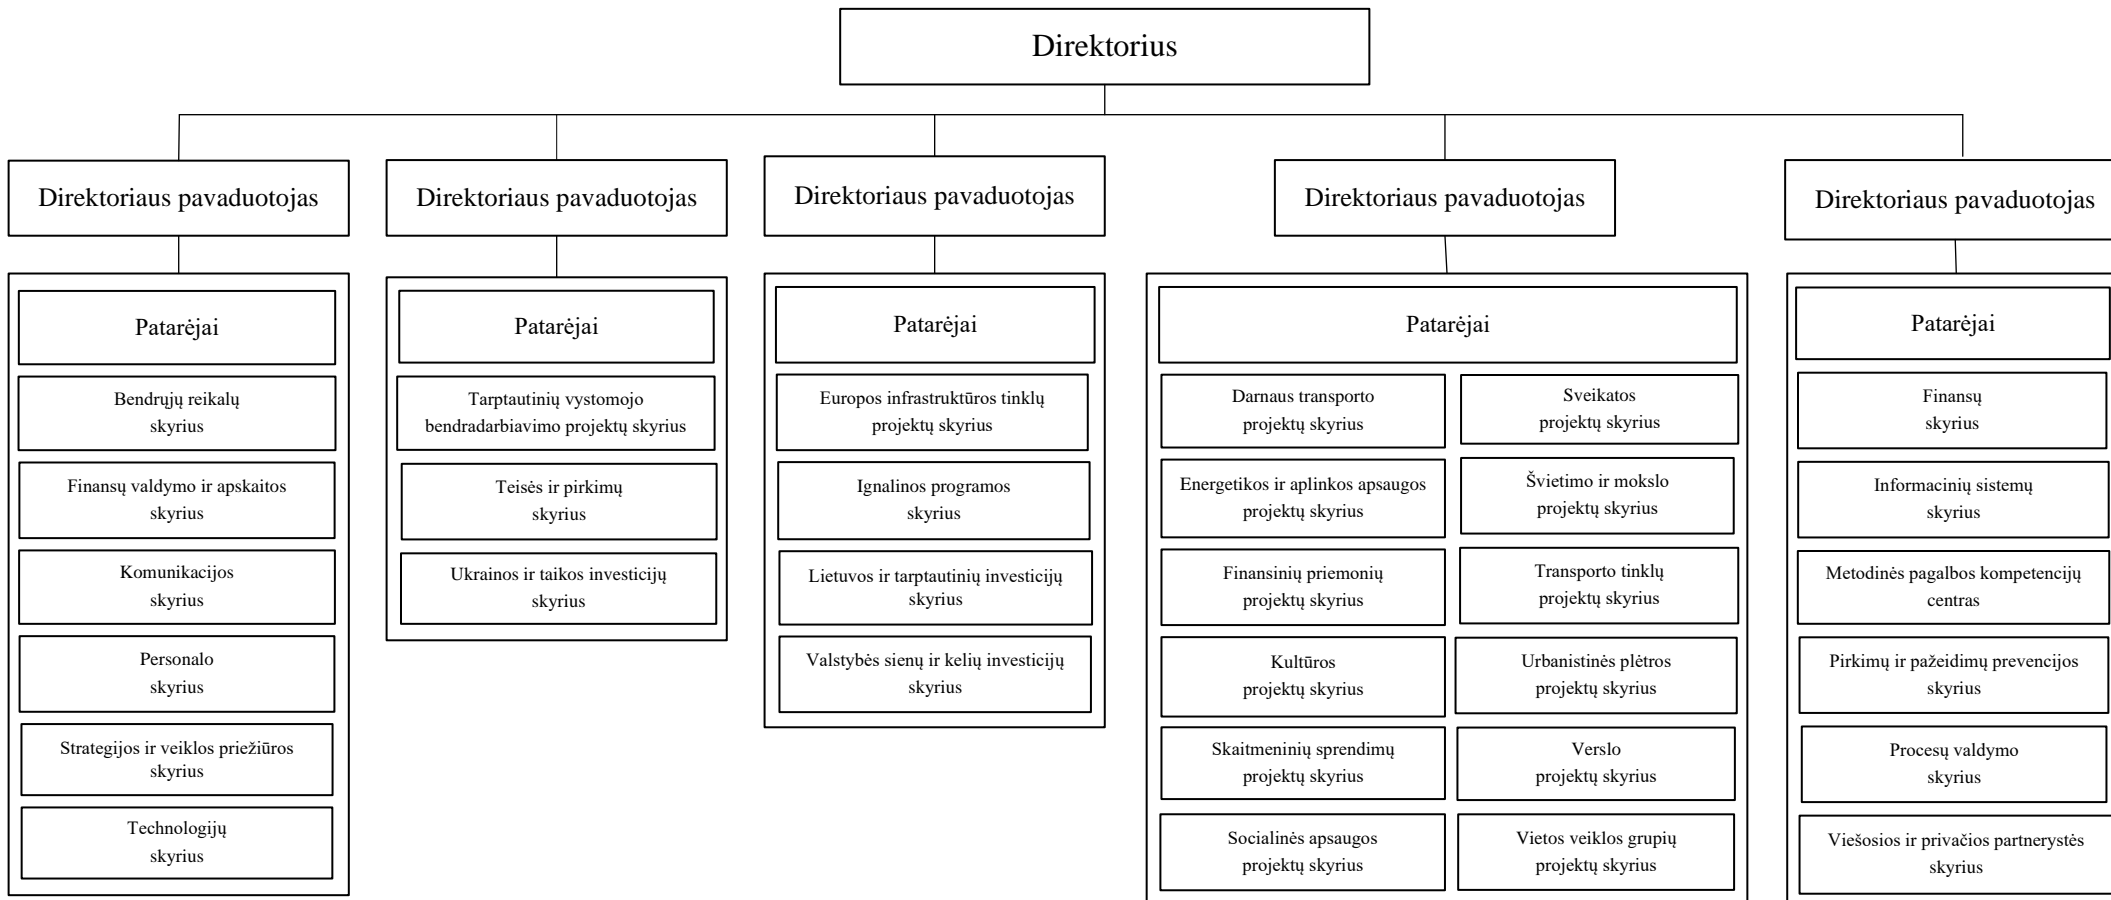 Direktorius
Direktoriaus pavaduotojas
Direktoriaus pavaduotojas
Direktoriaus pavaduotojas
Direktoriaus pavaduotojas
Direktoriaus pavaduotojas
Patarėjai
Bendrųjų reikalų
skyrius
Finansų valdymo ir apskaitos
skyrius
Komunikacijos
skyrius
Personalo
skyrius
Strategijos ir veiklos priežiūros
skyrius
Technologijų
skyrius
Patarėjai
Tarptautinių vystomojo
bendradarbiavimo projektų skyrius
Teisės ir pirkimų
skyrius
Ukrainos ir taikos investicijų
skyrius
Patarėjai
Europos infrastruktūros tinklų
projektų skyrius
Ignalinos programos
skyrius
Lietuvos ir tarptautinių investicijų
skyrius
Valstybės sienų ir kelių investicijų
skyrius
Patarėjai
Darnaus transporto
projektų skyrius
Energetikos ir aplinkos apsaugos
projektų skyrius
Finansinių priemonių
projektų skyrius
Kultūros
projektų skyrius
Skaitmeninių sprendimų
projektų skyrius
Socialinės apsaugos
projektų skyrius
Sveikatos
projektų skyrius
Švietimo ir mokslo
projektų skyrius
Transporto tinklų
projektų skyrius
Urbanistinės plėtros
projektų skyrius
Verslo
projektų skyrius
Vietos veiklos grupių
projektų skyrius
Patarėjai
Finansų
skyrius
Informacinių sistemų
skyrius
Metodinės pagalbos kompetencijų
centras
Pirkimų ir pažeidimų prevencijos
skyrius
Procesų valdymo
skyrius
Viešosios ir privačios partnerystės
skyrius